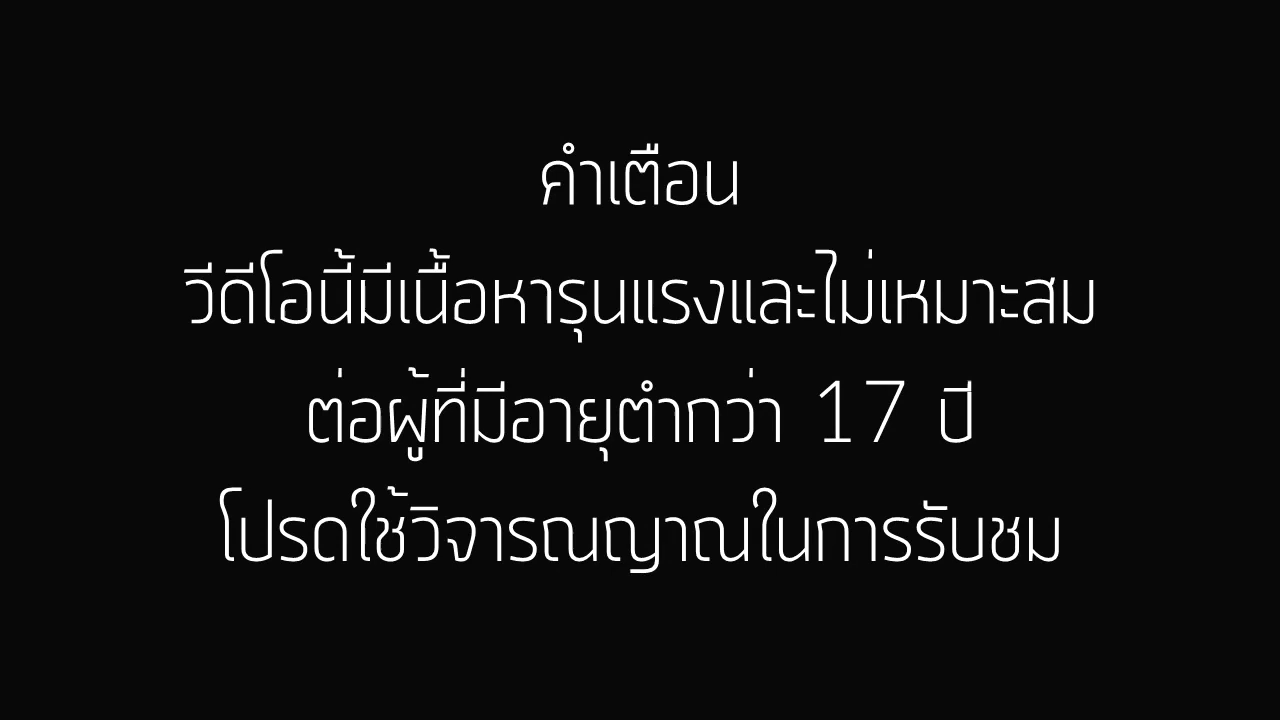 คำเตือน
วีดีโอนี้มีเนื้อหารุนแรงและไม่เหมาะสม
ต่อผู้ที่มีอายุตำกว่า 17 ปี
โปรดใช้วิจารณญาณในการรับชม